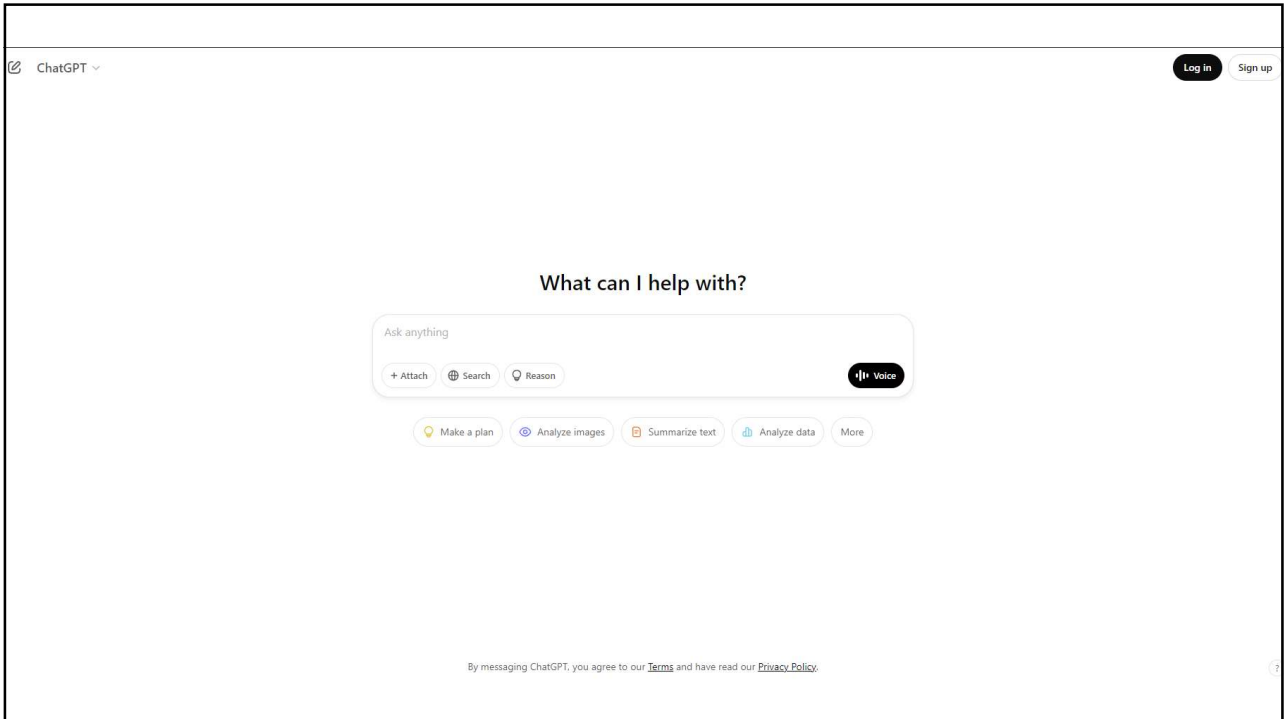 ChatGPT
Log in
Sign up
What can I help with?
Ask anything
+ Attach
Search
Reason
Voice
Make a plan
Analyze images
Summarize text
Analyze data
More
By messaging ChatGPT, you agree to our Terms and have read our Privacy Policy.
?